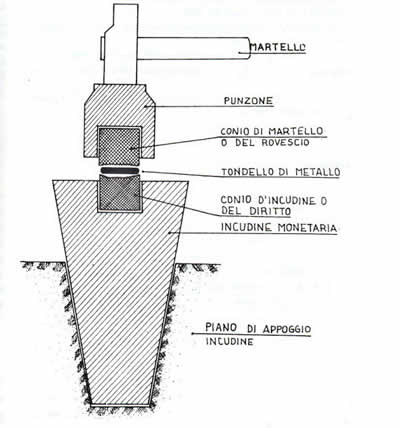 MARTELLO
PUNZONE
CONIO DI MARTELLO
O DEL ROVESCIO
TONDELLO DI METALLO
CONIO D'INCUDINE O
DEL DIRITTO
INCUDINE MONETARIA
PIANO DI APPOGGIO
INCUDINE